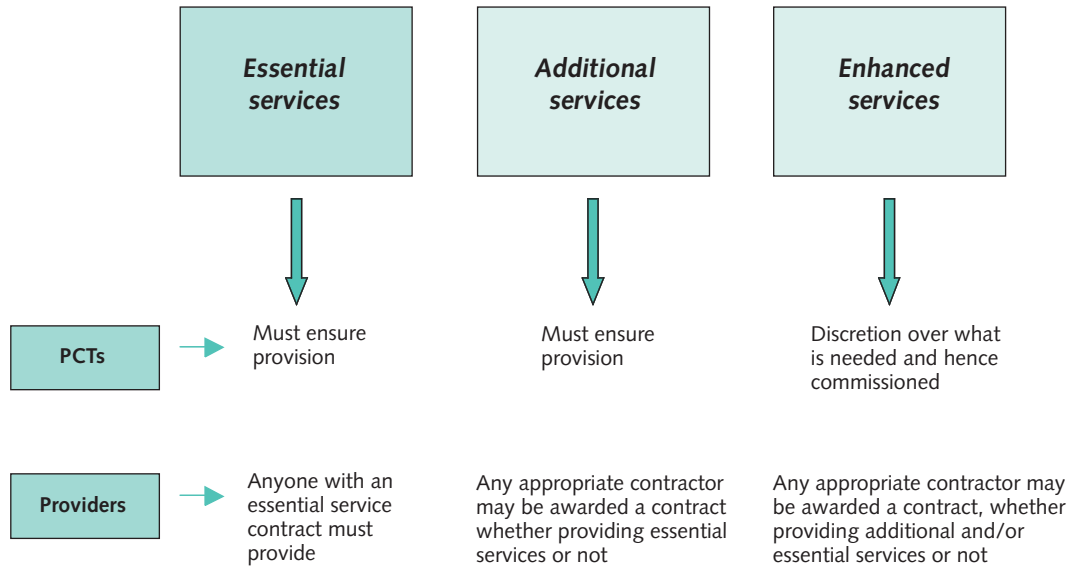 Essential
services
Additional
services
Enhanced
services
PCTs
Must ensure
provision
Must ensure
provision
Discretion over what
is needed and hence
commissioned
Providers
Anyone with an
essential service
contract must
provide
Any appropriate contractor
may be awarded a contract
whether providing essential
services or not
Any appropriate contractor may
be awarded a contract, whether
providing additional and/or
essential services or not